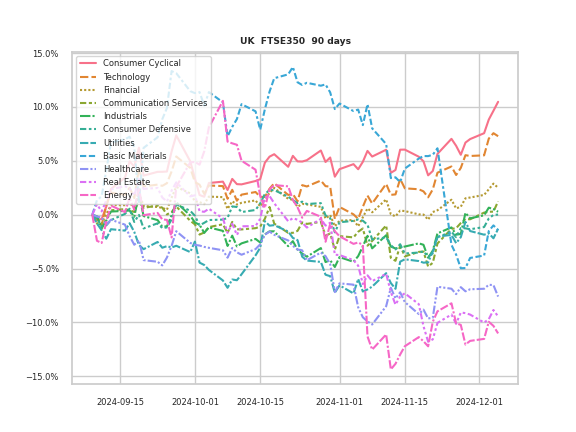 UK  FTSE350  90 days
15.0%
10.0%
5.0%
0.0%
−5.0%
−10.0%
−15.0%
Consumer Cyclical
Technology
Financial
Communication Services
Industrials
Consumer Defensive
Utilities
Basic Materials
Healthcare
Real Estate
Energy
2024-09-15
2024-10-01
2024-10-15
2024-11-01
2024-11-15
2024-12-01